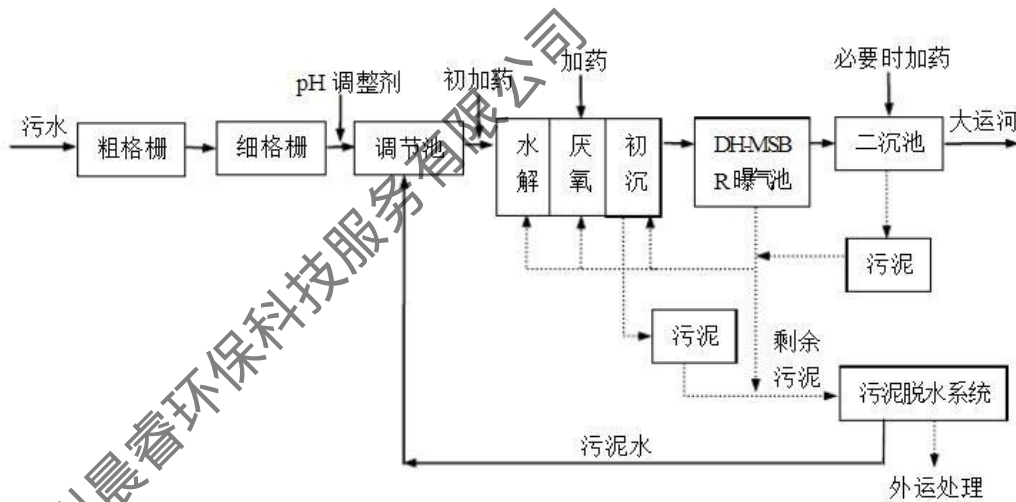 必要时加药
加药
pH 调整剂
初加药
污水
大运河
粗格栅
细格栅
调节池
水解
厌氧
初沉
DH-MSB
R 曝气池
二沉池
污泥
污泥
剩余
污泥
污泥脱水系统
污泥水
外运处理
晨睿环保科技服务有限公司